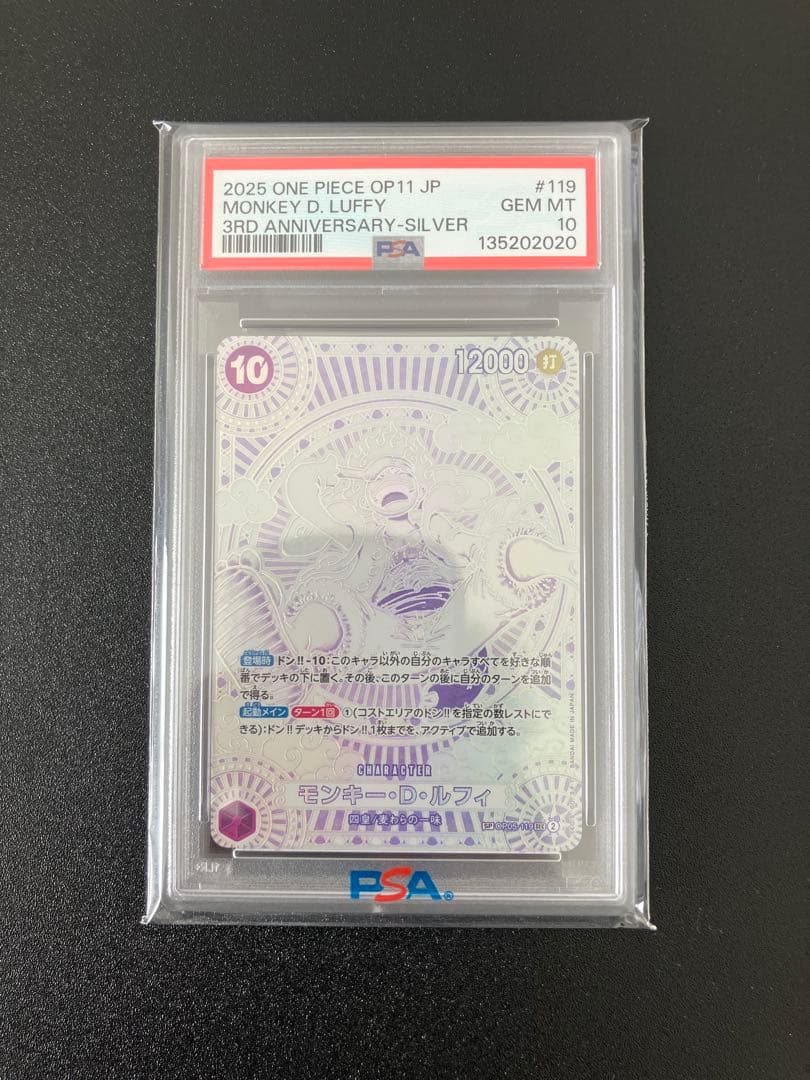 2025 ONE PIECE OP11 JP #119
MONKEY D. LUFFY GEM MT
3RD ANNIVERSARY-SILVER 10
PSA 135202020
10 12000 打
登場時 ドン!!-10:このキャラ以外の自分のキャラすべてを好きな順
番でデッキの下に置く。その後、このターンの後に自分のターンを追加
で得る。
起動メイン ターン1回 ①(コストエリアのドン!!を指定の数レストにで
きる):ドン!!デッキからドン!!1枚までを、アクティブで追加する。
BANDAI MADE IN JAPAN
CHARACTER
モンキー・D・ルフィ
四皇/麦わらの一味
OP05-119 2
PSA